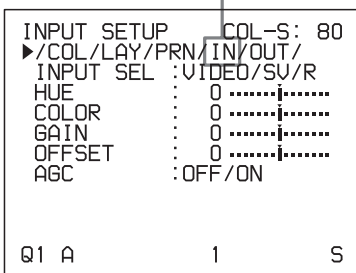 INPUT SETUP COL-S: 80
▶/COL/LAY/PRN/IN/OUT/
INPUT SEL :VIDEO/SV/R
HUE : 0
COLOR : 0
GAIN : 0
OFFSET : 0
AGC :OFF/ON
Q1 A 1 S